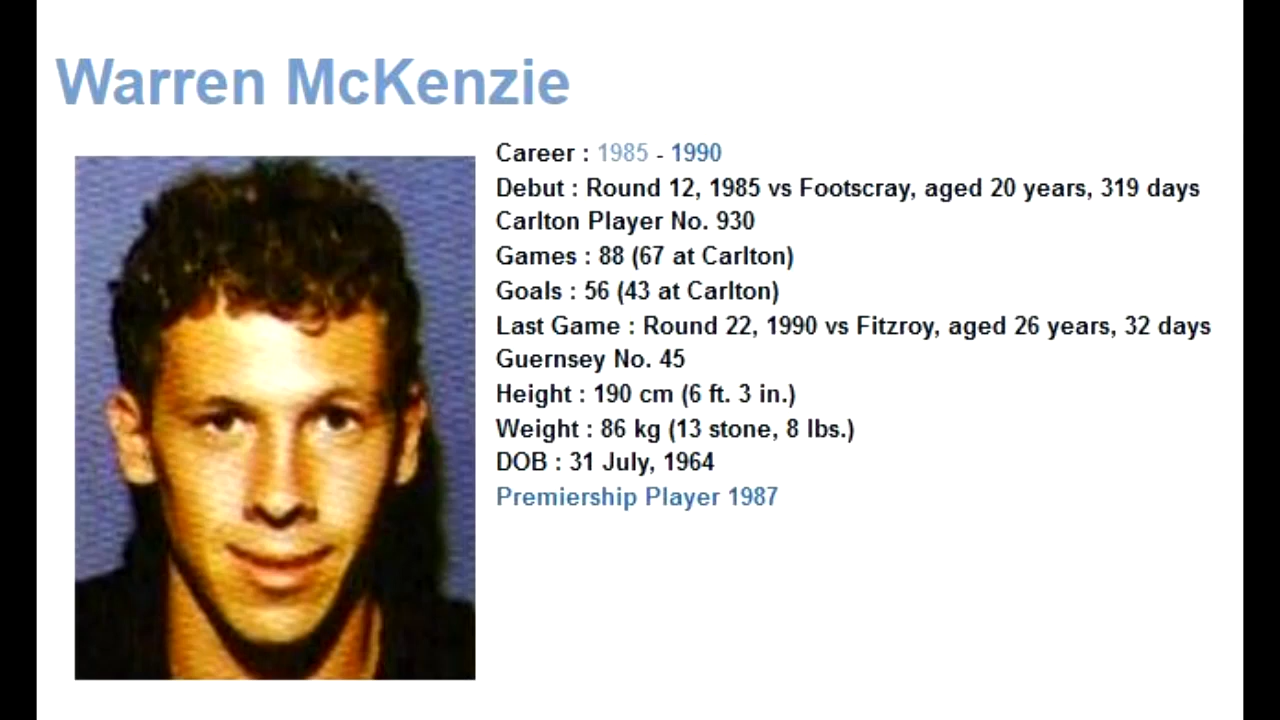 Warren McKenzie
Career : 1985 - 1990
Debut : Round 12, 1985 vs Footscray, aged 20 years, 319 days
Carlton Player No. 930
Games : 88 (67 at Carlton)
Goals : 56 (43 at Carlton)
Last Game : Round 22, 1990 vs Fitzroy, aged 26 years, 32 days
Guernsey No. 45
Height : 190 cm (6 ft. 3 in.)
Weight : 86 kg (13 stone, 8 lbs.)
DOB : 31 July, 1964
Premiership Player 1987